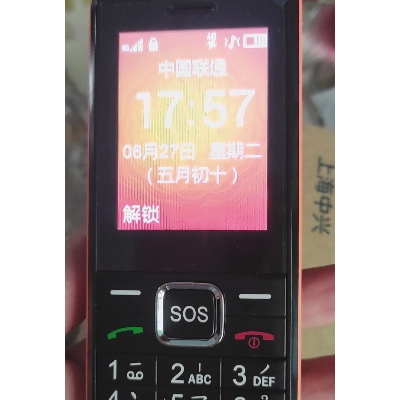 中国联通
17:57
06月27日 星期二
（五月初十）
解锁
SOS
1
2 ABC
3 DEF
上海中兴